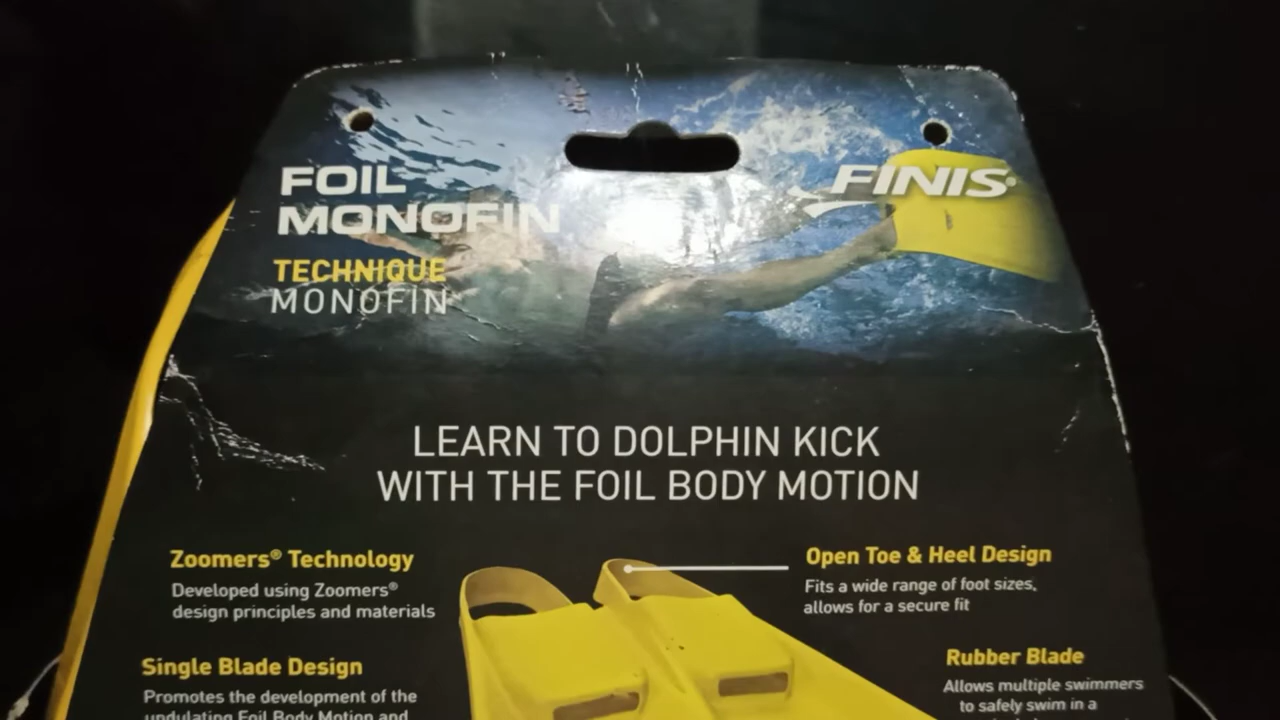 FOIL
MONOFIN
TECHNIQUE
MONOFIN
FINIS®
LEARN TO DOLPHIN KICK
WITH THE FOIL BODY MOTION
Zoomers® Technology
Developed using Zoomers®
design principles and materials
Open Toe & Heel Design
Fits a wide range of foot sizes,
allows for a secure fit
Single Blade Design
Promotes the development of the
undulating Foil Body Motion and
Rubber Blade
Allows multiple swimmers
to safely swim in a